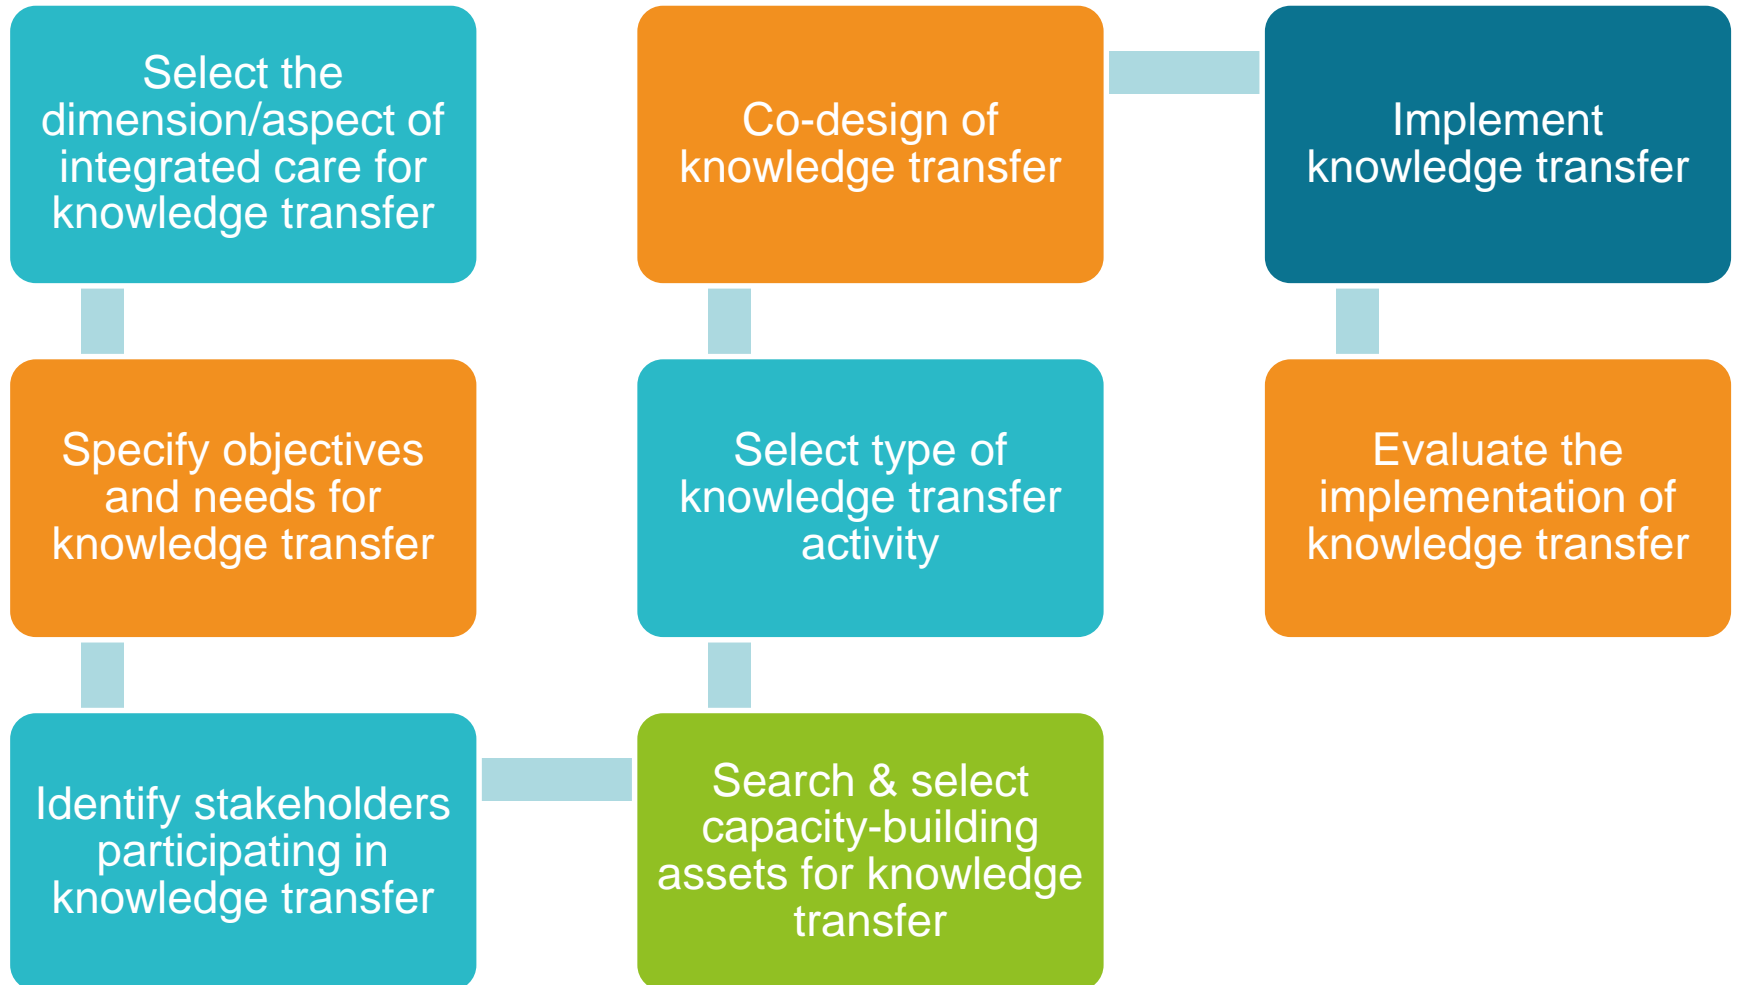 Select the
dimension/aspect of
integrated care for
knowledge transfer
Specify objectives
and needs for
knowledge transfer
Identify stakeholders
participating in
knowledge transfer
Search & select
capacity-building
assets for knowledge
transfer
Select type of
knowledge transfer
activity
Co-design of
knowledge transfer
Implement
knowledge transfer
Evaluate the
implementation of
knowledge transfer